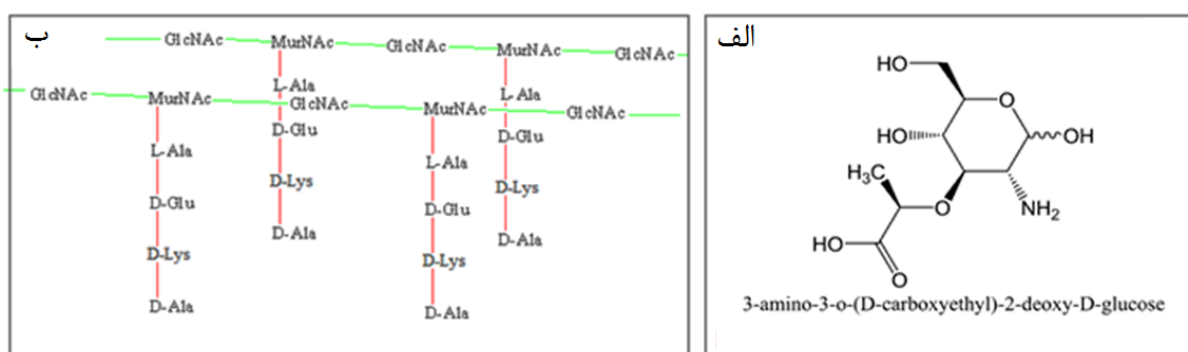 الف
HO
O
HO
OH
H₃C
O
NH₂
HO
O
3-amino-3-o-(D-carboxyethyl)-2-deoxy-D-glucose
ب
GlcNAc MurNAc GlcNAc MurNAc GlcNAc
L-Ala L-Ala
D-Glu D-Glu
D-Lys D-Lys
D-Ala D-Ala
GlcNAc MurNAc GlcNAc MurNAc GlcNAc
L-Ala L-Ala
D-Glu D-Glu
D-Lys D-Lys
D-Ala D-Ala